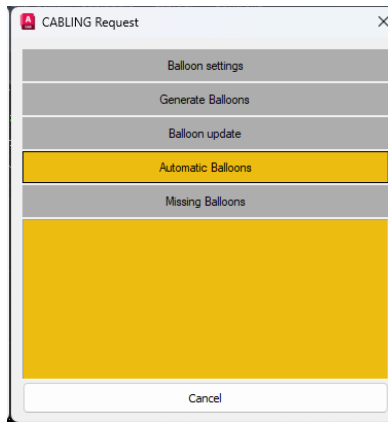 CABLING Request
Balloon settings
Generate Balloons
Balloon update
Automatic Balloons
Missing Balloons
Cancel